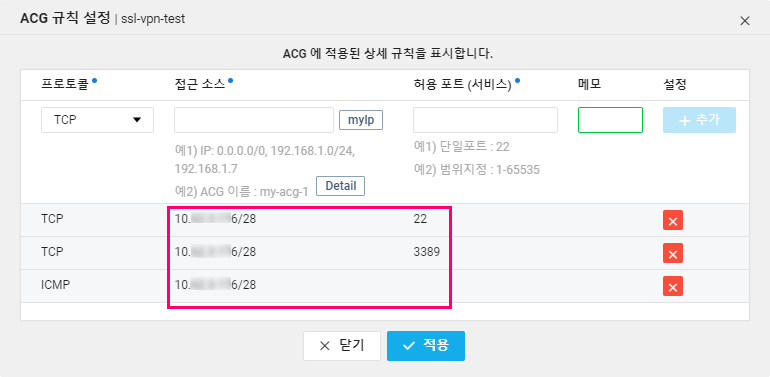 ACG 규칙 설정 | ssl-vpn-test
ACG 에 적용된 상세 규칙을 표시합니다.
프로토콜 접근 소스 허용 포트 (서비스) 메모 설정
TCP myIp + 추가
예1) IP: 0.0.0.0/0, 192.168.1.0/24, 예1) 단일포트 : 22
192.168.1.7 예2) 범위지정 : 1-65535
예2) ACG 이름 : my-acg-1 Detail
TCP 10. 6/28 22
TCP 10. 6/28 3389
ICMP 10. 6/28
닫기 적용